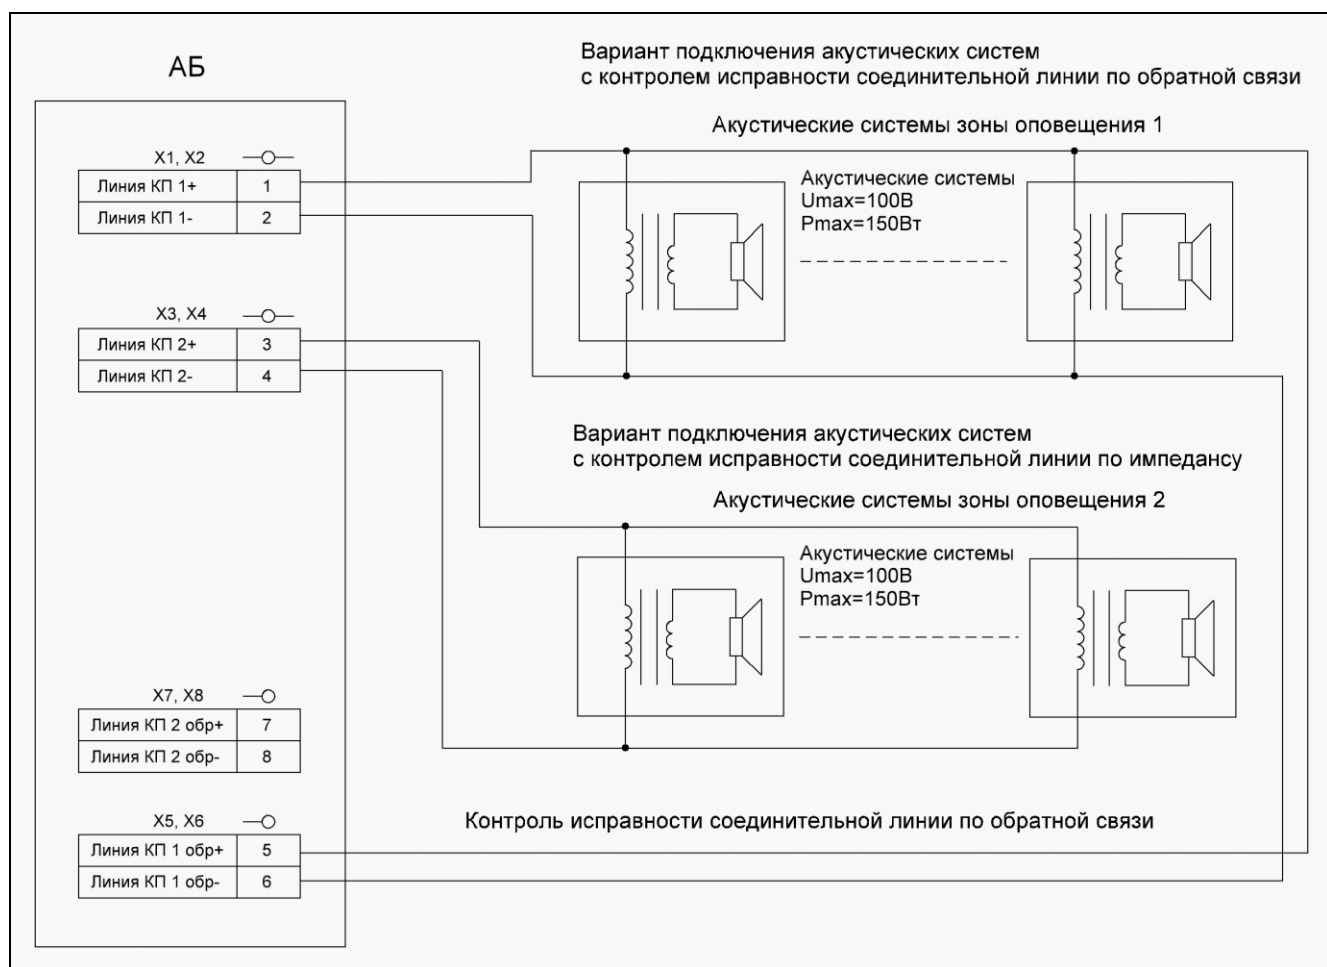 АБ
Вариант подключения акустических систем
с контролем исправности соединительной линии по обратной связи
Акустические системы зоны оповещения 1
X1, X2
Линия КП 1+ 1
Линия КП 1- 2
Акустические системы
Umax=100В
Pmax=150Вт
X3, X4
Линия КП 2+ 3
Линия КП 2- 4
Вариант подключения акустических систем
с контролем исправности соединительной линии по импедансу
Акустические системы зоны оповещения 2
Акустические системы
Umax=100В
Pmax=150Вт
X7, X8
Линия КП 2 обр+ 7
Линия КП 2 обр- 8
X5, X6
Контроль исправности соединительной линии по обратной связи
Линия КП 1 обр+ 5
Линия КП 1 обр- 6